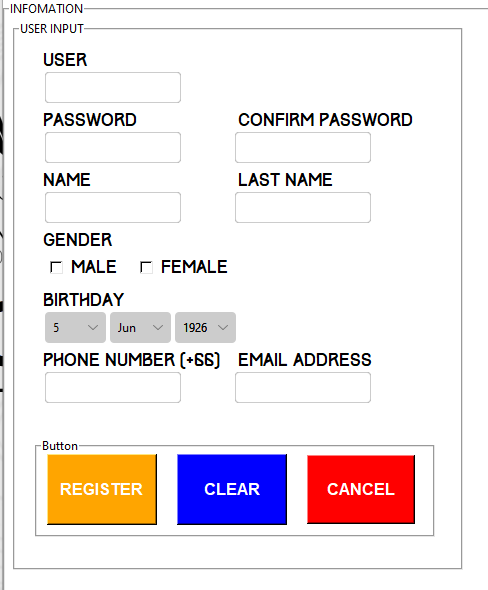 INFOMATION
USER INPUT
USER
PASSWORD CONFIRM PASSWORD
NAME LAST NAME
GENDER
MALE FEMALE
BIRTHDAY
5 Jun 1926
PHONE NUMBER (+66) EMAIL ADDRESS
Button
REGISTER CLEAR CANCEL